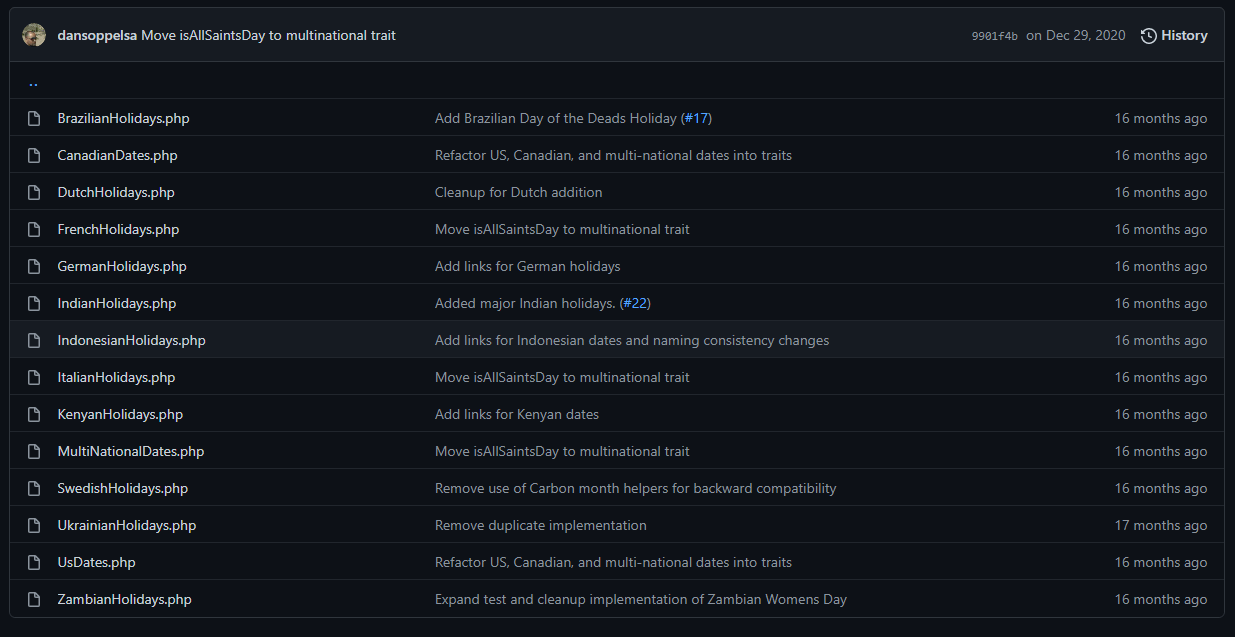 dansoppelsa Move isAllSaintsDay to multinational trait 9901f4b on Dec 29, 2020 History
..
BrazilianHolidays.php Add Brazilian Day of the Deads Holiday (#17) 16 months ago
CanadianDates.php Refactor US, Canadian, and multi-national dates into traits 16 months ago
DutchHolidays.php Cleanup for Dutch addition 16 months ago
FrenchHolidays.php Move isAllSaintsDay to multinational trait 16 months ago
GermanHolidays.php Add links for German holidays 16 months ago
IndianHolidays.php Added major Indian holidays. (#22) 16 months ago
IndonesianHolidays.php Add links for Indonesian dates and naming consistency changes 16 months ago
ItalianHolidays.php Move isAllSaintsDay to multinational trait 16 months ago
KenyanHolidays.php Add links for Kenyan dates 16 months ago
MultiNationalDates.php Move isAllSaintsDay to multinational trait 16 months ago
SwedishHolidays.php Remove use of Carbon month helpers for backward compatibility 16 months ago
UkrainianHolidays.php Remove duplicate implementation 17 months ago
UsDates.php Refactor US, Canadian, and multi-national dates into traits 16 months ago
ZambianHolidays.php Expand test and cleanup implementation of Zambian Womens Day 16 months ago